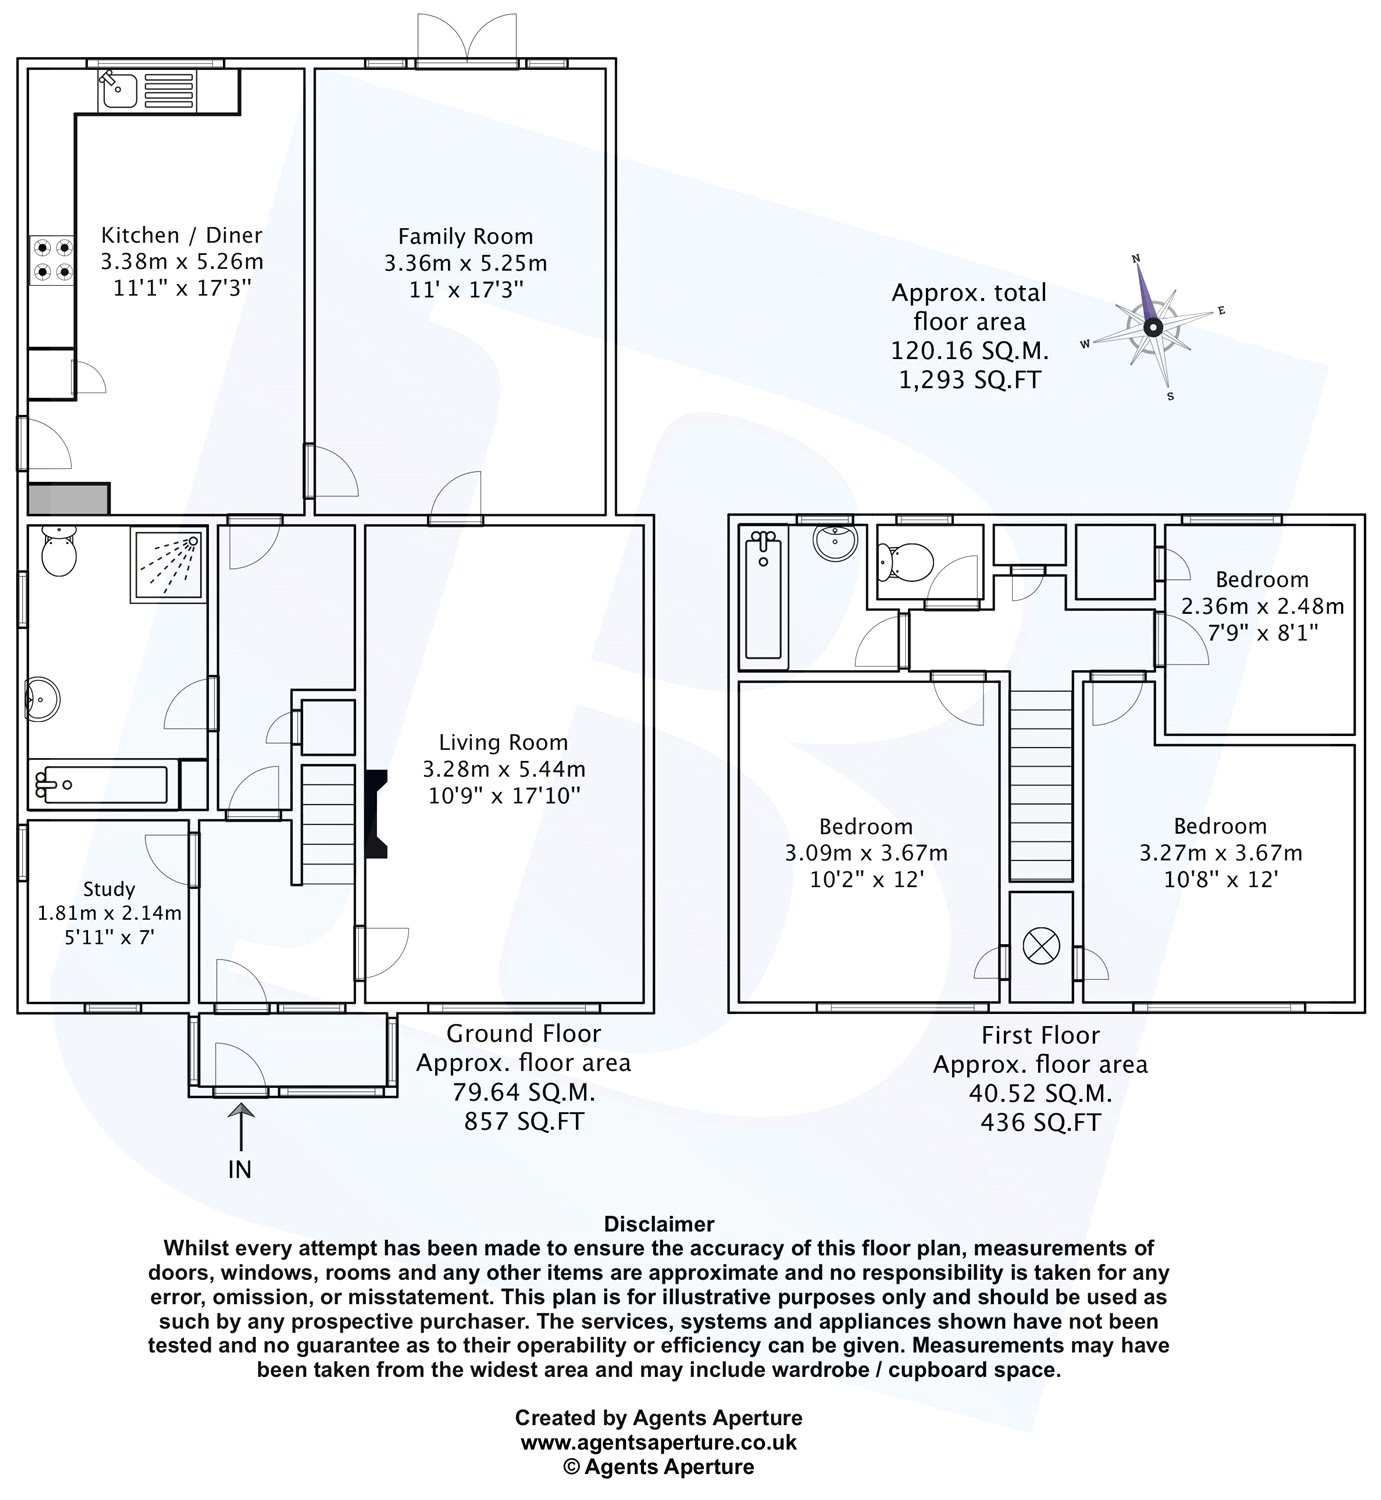 Kitchen / Diner
3.38m x 5.26m
11'1" x 17'3"
Family Room
3.36m x 5.25m
11' x 17'3"
Approx. total
floor area
120.16 SQ.M.
1,293 SQ.FT
N
E
W
S
Bedroom
2.36m x 2.48m
7'9" x 8'1"
Living Room
3.28m x 5.44m
10'9" x 17'10"
Bedroom
3.09m x 3.67m
10'2" x 12'
Bedroom
3.27m x 3.67m
10'8" x 12'
Study
1.81m x 2.14m
5'11" x 7'
Ground Floor
Approx. floor area
79.64 SQ.M.
857 SQ.FT
First Floor
Approx. floor area
40.52 SQ.M.
436 SQ.FT
IN
Disclaimer
Whilst every attempt has been made to ensure the accuracy of this floor plan, measurements of
doors, windows, rooms and any other items are approximate and no responsibility is taken for any
error, omission, or misstatement. This plan is for illustrative purposes only and should be used as
such by any prospective purchaser. The services, systems and appliances shown have not been
tested and no guarantee as to their operability or efficiency can be given. Measurements may have
been taken from the widest area and may include wardrobe / cupboard space.
Created by Agents Aperture
www.agentsaperture.co.uk
© Agents Aperture